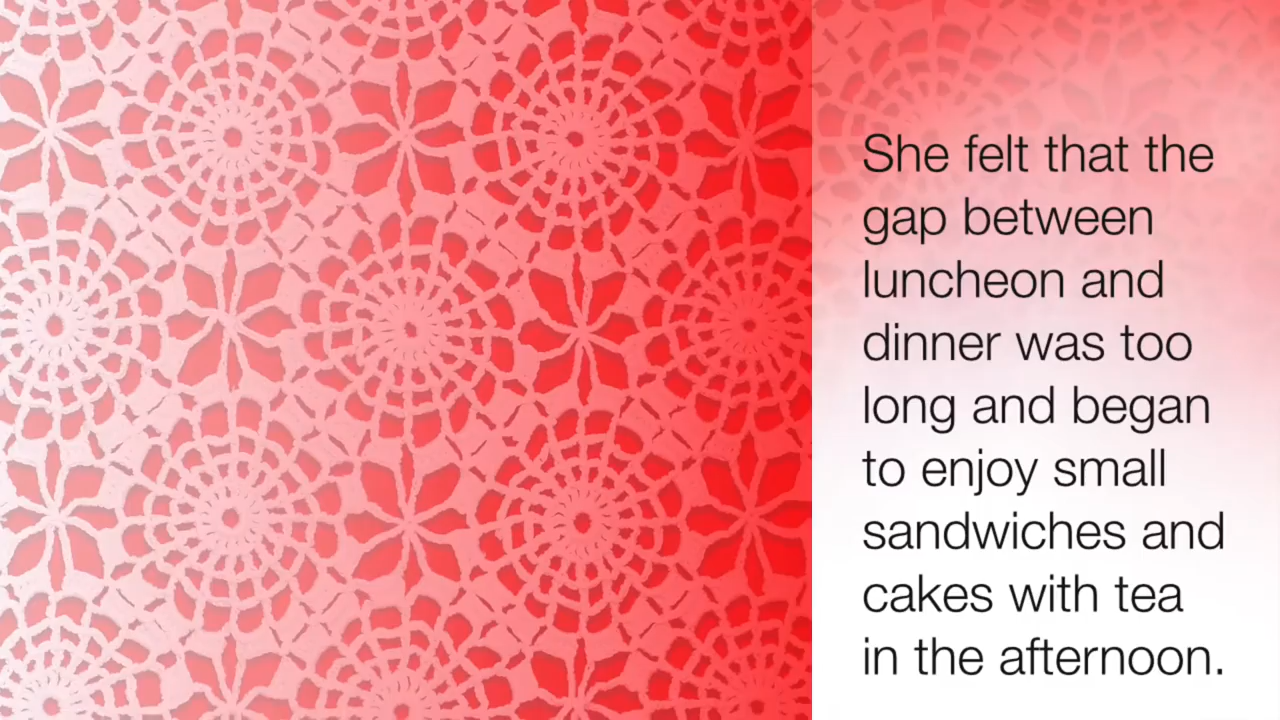 She felt that the
gap between
luncheon and
dinner was too
long and began
to enjoy small
sandwiches and
cakes with tea
in the afternoon.